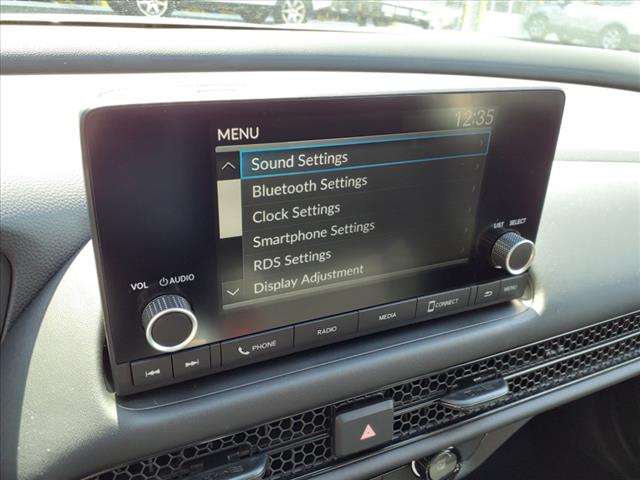 12:35
MENU
Sound Settings
Bluetooth Settings
Clock Settings
Smartphone Settings
RDS Settings
Display Adjustment
VOL AUDIO
LIST SELECT
PHONE RADIO MEDIA CONNECT MENU